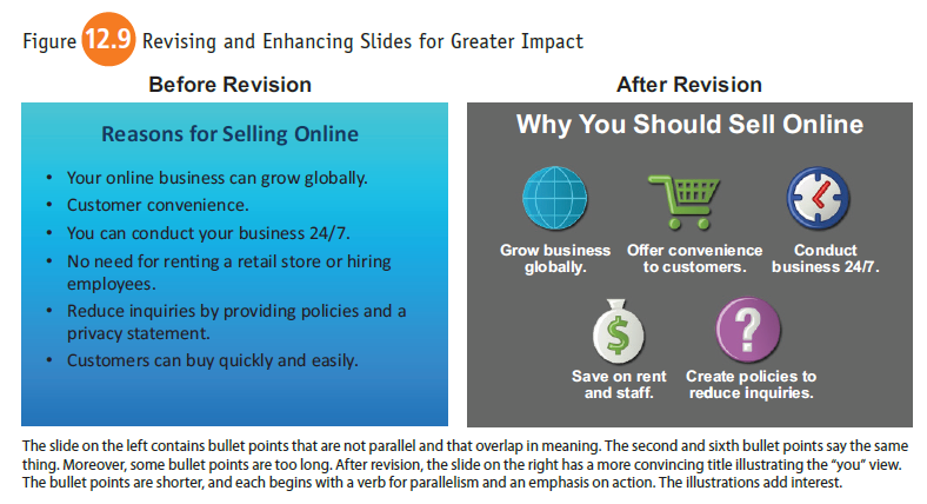 Figure 12.9 Revising and Enhancing Slides for Greater Impact
Before Revision
Reasons for Selling Online
• Your online business can grow globally.
• Customer convenience.
• You can conduct your business 24/7.
• No need for renting a retail store or hiring
employees.
• Reduce inquiries by providing policies and a
privacy statement.
• Customers can buy quickly and easily.
After Revision
Why You Should Sell Online
Grow business
globally.
Offer convenience
to customers.
Conduct
business 24/7.
$
Save on rent
and staff.
?
Create policies to
reduce inquiries.
The slide on the left contains bullet points that are not parallel and that overlap in meaning. The second and sixth bullet points say the same
thing. Moreover, some bullet points are too long. After revision, the slide on the right has a more convincing title illustrating the “you” view.
The bullet points are shorter, and each begins with a verb for parallelism and an emphasis on action. The illustrations add interest.